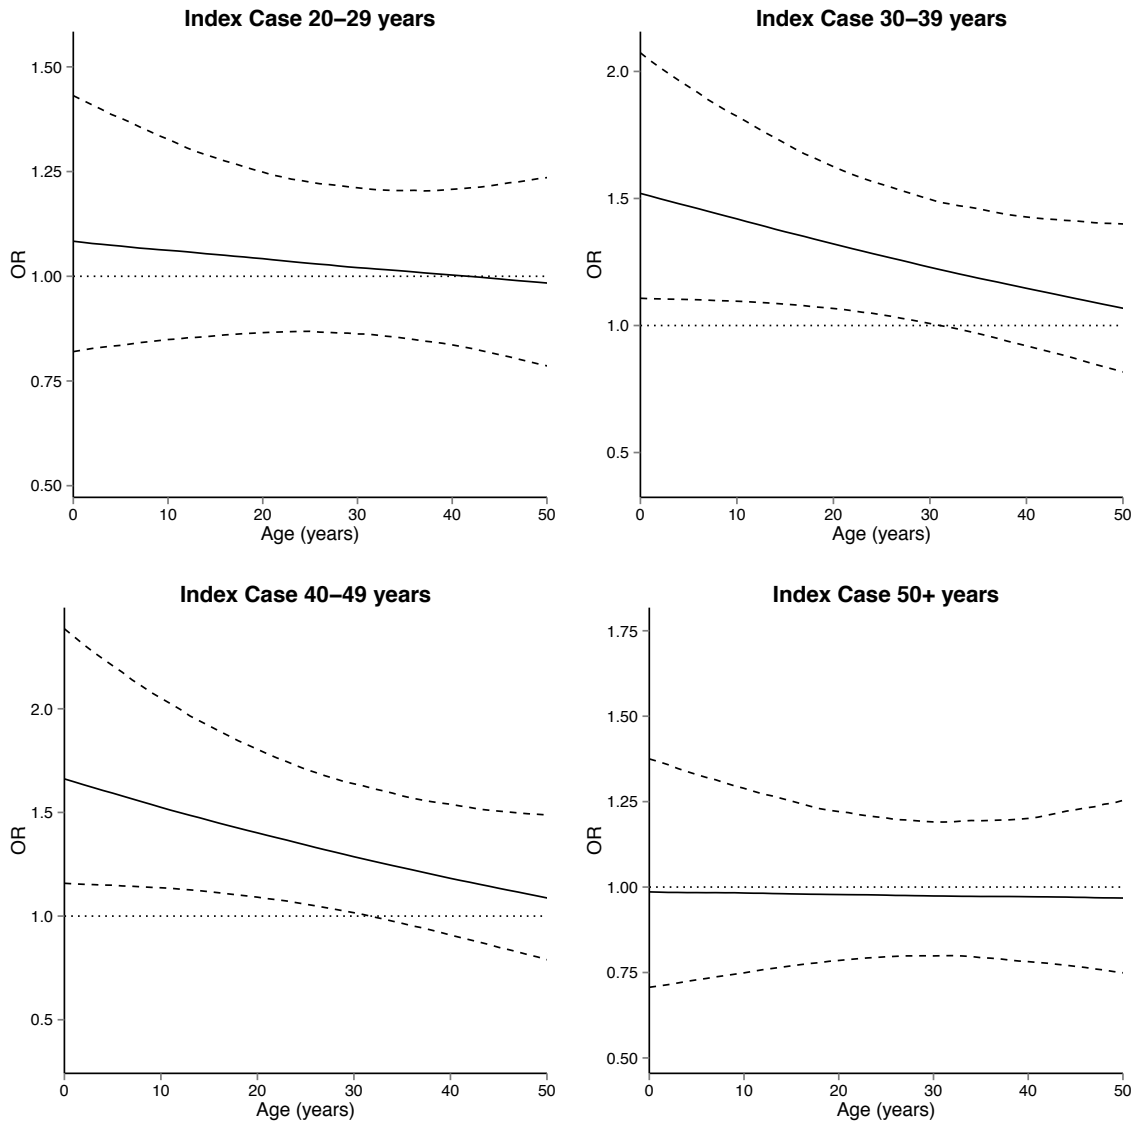 Index Case 20–29 years
1.50
1.25
1.00
0.75
0.50
OR
0 10 20 30 40 50
Age (years)
Index Case 30–39 years
2.0
1.5
1.0
0.5
OR
0 10 20 30 40 50
Age (years)
Index Case 40–49 years
2.0
1.5
1.0
0.5
OR
0 10 20 30 40 50
Age (years)
Index Case 50+ years
1.75
1.50
1.25
1.00
0.75
0.50
OR
0 10 20 30 40 50
Age (years)